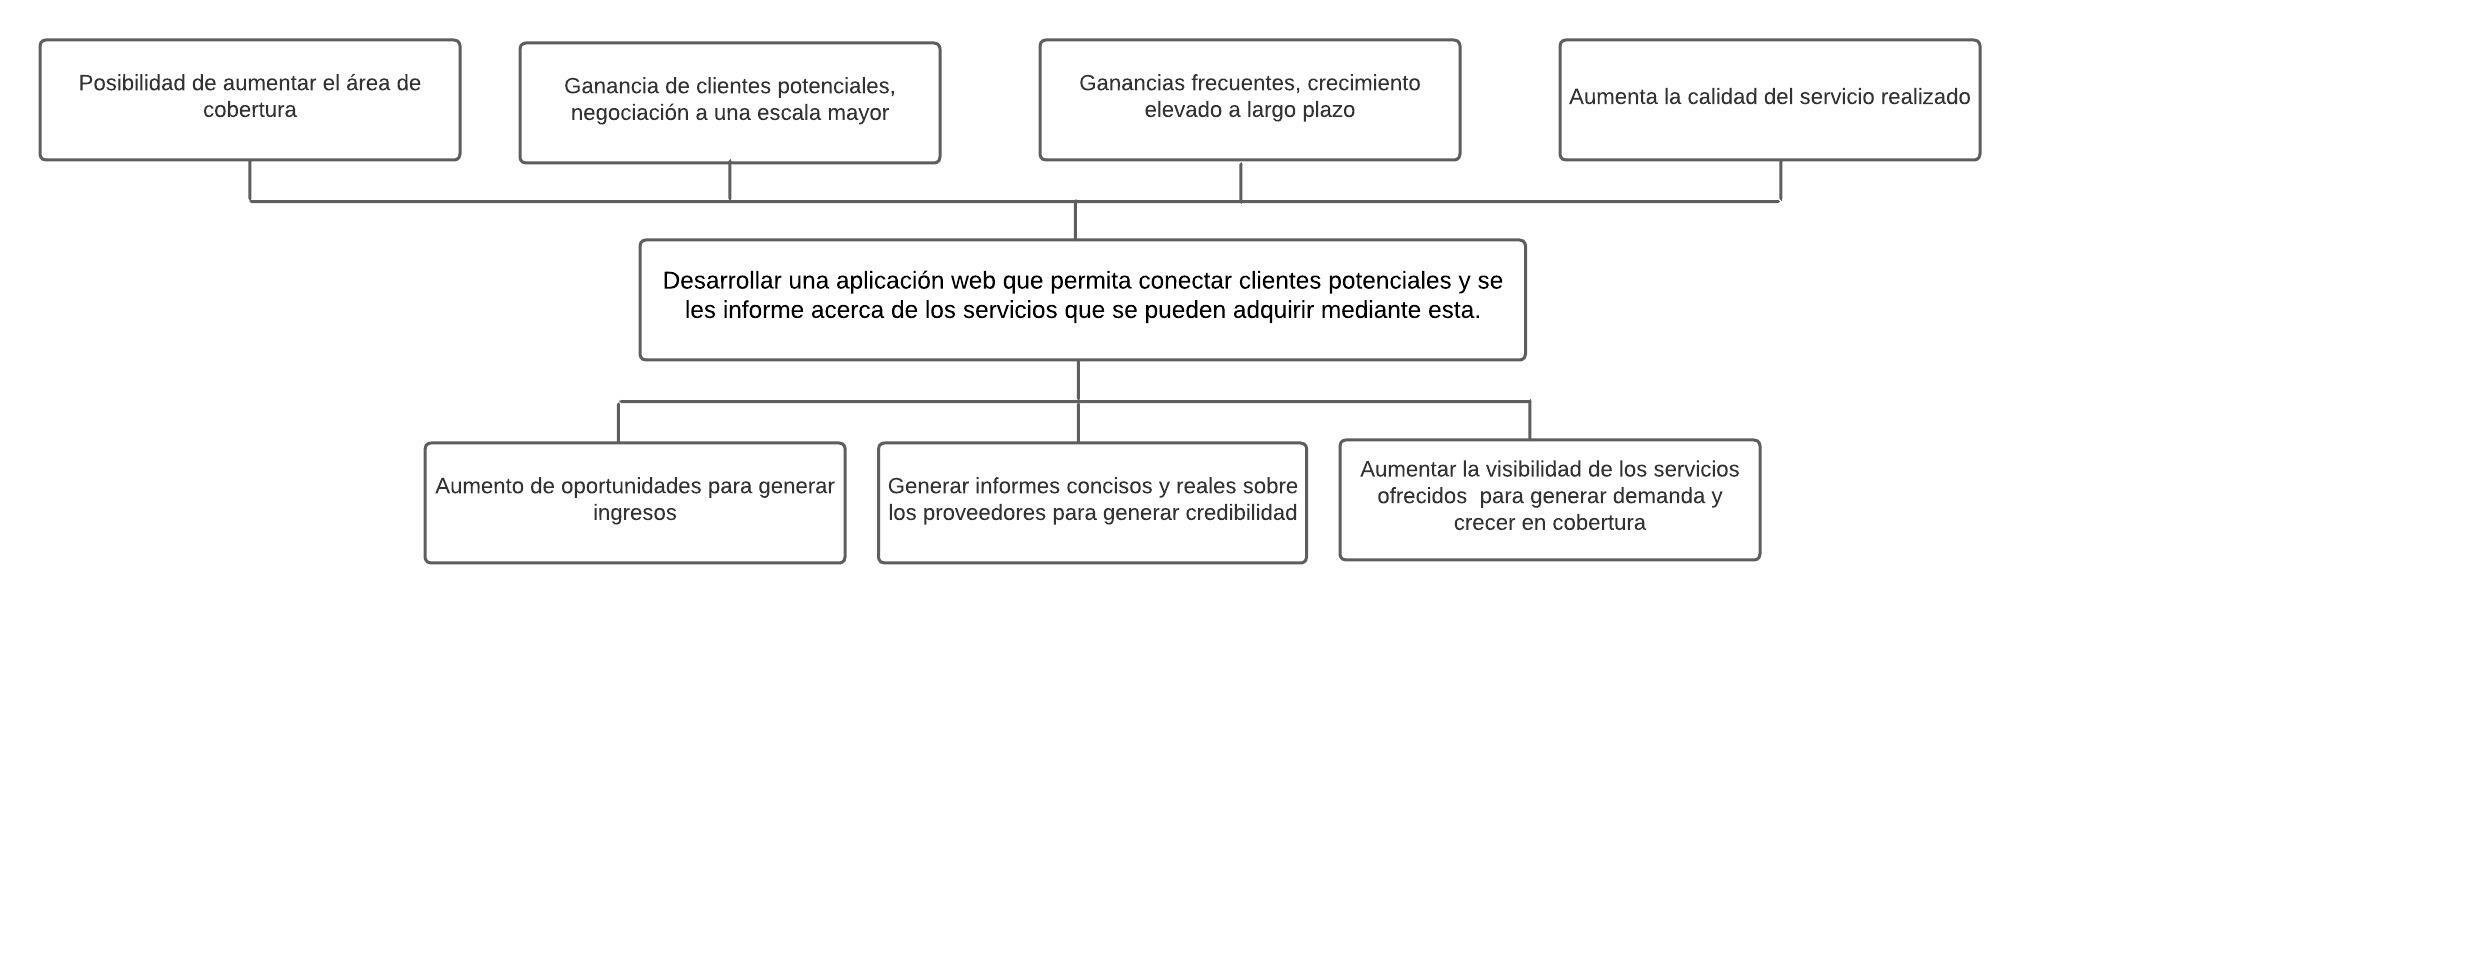 Posibilidad de aumentar el área de
cobertura
Ganancia de clientes potenciales,
negociación a una escala mayor
Ganancias frecuentes, crecimiento
elevado a largo plazo
Aumenta la calidad del servicio realizado
Desarrollar una aplicación web que permita conectar clientes potenciales y se
les informe acerca de los servicios que se pueden adquirir mediante esta.
Aumento de oportunidades para generar
ingresos
Generar informes concisos y reales sobre
los proveedores para generar credibilidad
Aumentar la visibilidad de los servicios
ofrecidos  para generar demanda y
crecer en cobertura